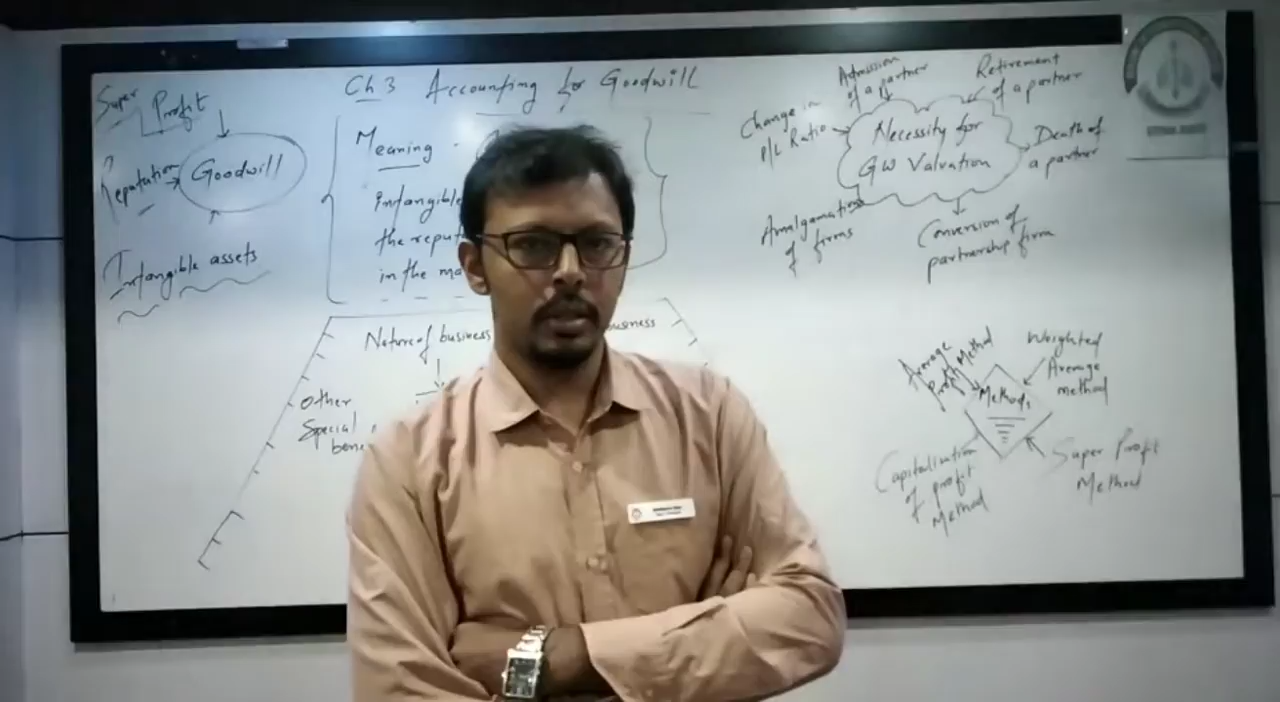 Ch 3 Accounting for Goodwill
Super
Profit
Reputation
Goodwill
Intangible assets
Meaning -
Intangible
the reput
in the ma
Nature of business
usiness
Other
Special
bene
Admission
of a partner
Retirement
of a partner
Change in
P/L Ratio
Necessity for
GW Valuation
Death of
a partner
Amalgamation
of firms
Conversion of
partnership firm
Average
Profit Method
Weighted
Average
method
Methods
Capitalisation
of profit
Method
Super Profit
Method